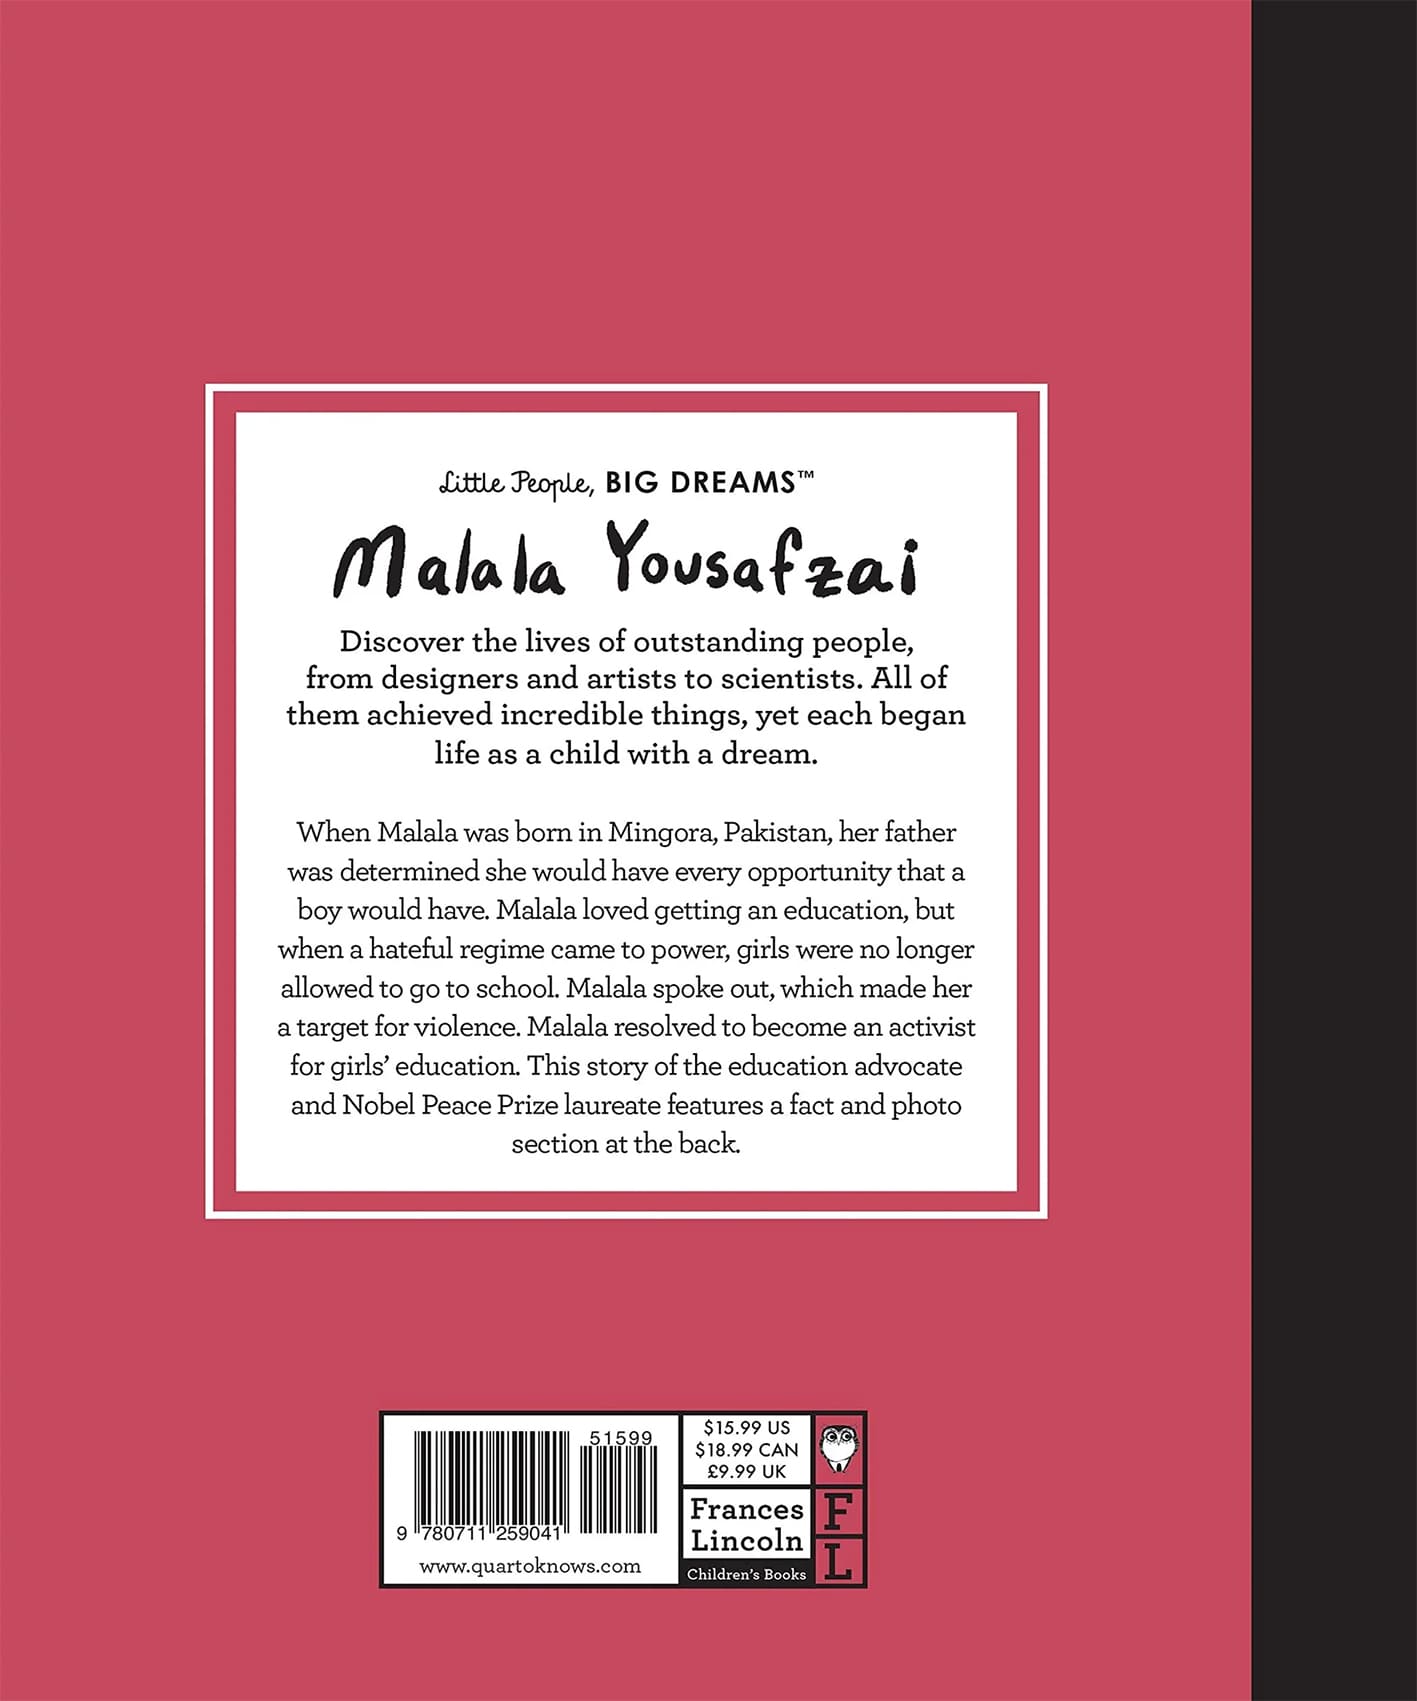 Little People, BIG DREAMS™
Malala Yousafzai
Discover the lives of outstanding people,
from designers and artists to scientists. All of
them achieved incredible things, yet each began
life as a child with a dream.
When Malala was born in Mingora, Pakistan, her father
was determined she would have every opportunity that a
boy would have. Malala loved getting an education, but
when a hateful regime came to power, girls were no longer
allowed to go to school. Malala spoke out, which made her
a target for violence. Malala resolved to become an activist
for girls’ education. This story of the education advocate
and Nobel Peace Prize laureate features a fact and photo
section at the back.
51599
9 780711 259041
www.quartoknows.com
$15.99 US
$18.99 CAN
£9.99 UK
Frances
Lincoln
Children’s Books
F
L